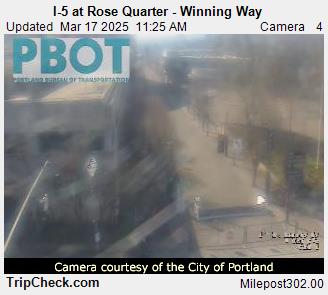 I-5 at Rose Quarter - Winning Way
Updated Mar 17 2025 11:25 AM Camera 4
PBOT
PORTLAND BUREAU OF TRANSPORTATION
Camera courtesy of the City of Portland
TripCheck.com Milepost302.00